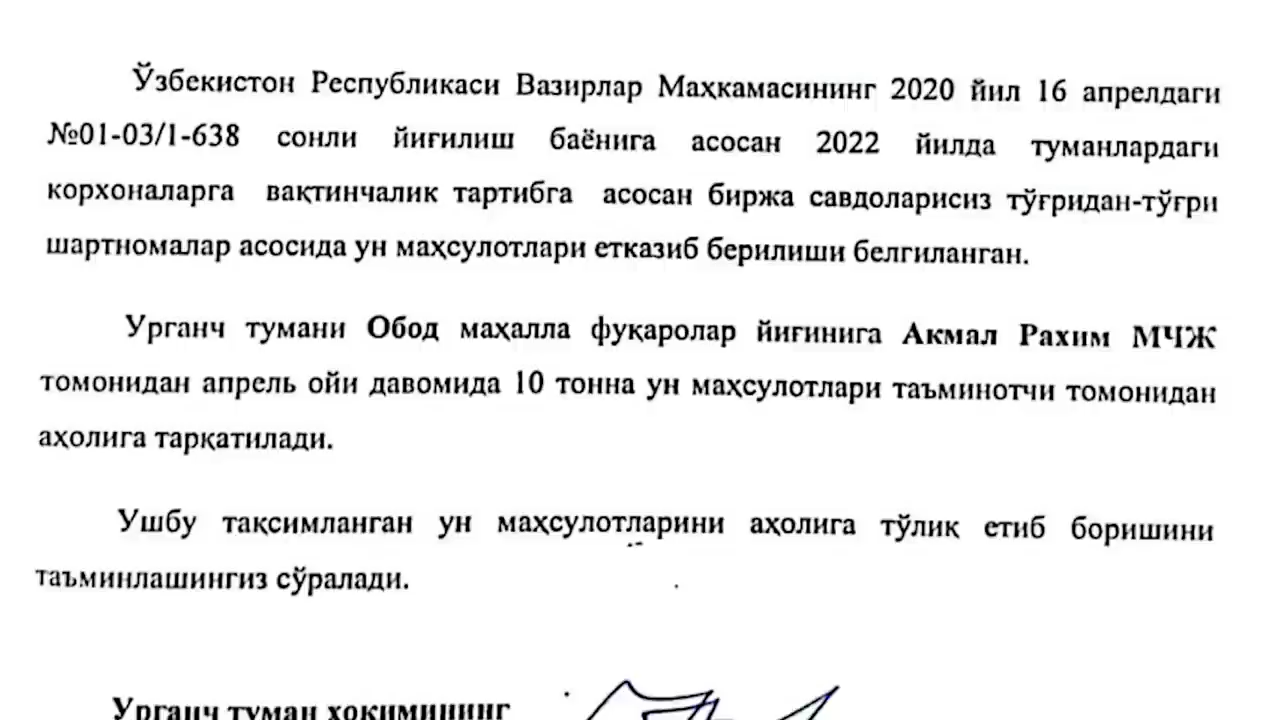 Ўзбекистон Республикаси Вазирлар Маҳкамасининг 2020 йил 16 апрелдаги
№01-03/1-638 сонли йиғилиш баёнига асосан 2022 йилда туманлардаги
корхоналарга вақтинчалик тартибга асосан биржа савдоларисиз тўғридан-тўғри
шартномалар асосида ун маҳсулотлари етказиб берилиши белгиланган.
Урганч тумани Обод маҳалла фуқаролар йиғинига Акмал Рахим МЧЖ
томонидан апрель ойи давомида 10 тонна ун маҳсулотлари таъминотчи томонидан
аҳолига тарқатилади.
Ушбу тақсимланган ун маҳсулотларини аҳолига тўлиқ етиб боришини
таъминлашингиз сўралади.
Урганч туман ҳокимининг